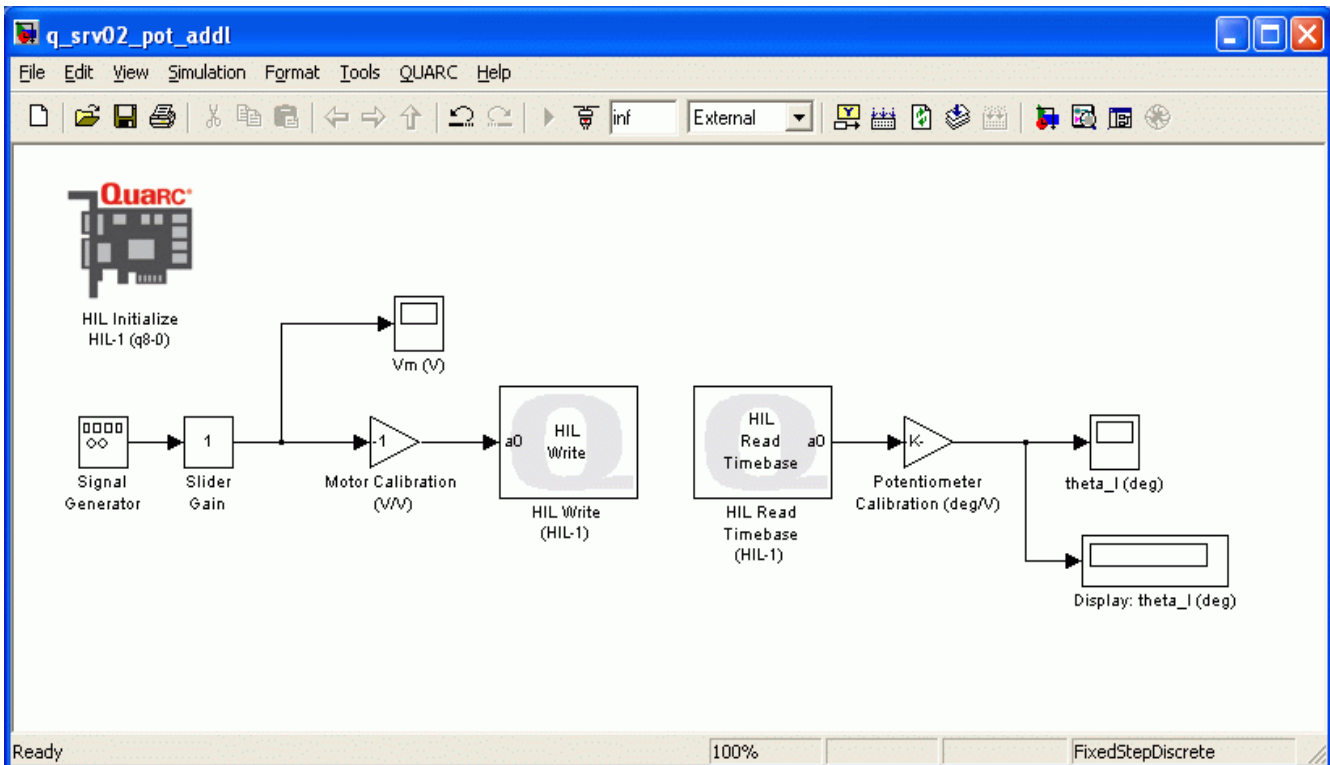 q_srv02_pot_addl
File Edit View Simulation Format Tools QUARC Help
inf External
QUARC®
HIL Initialize
HIL-1 (q8-0)
Vm (V)
Signal
Generator
1
Slider
Gain
-1
Motor Calibration
(V/V)
a0
HIL
Write
HIL Write
(HIL-1)
HIL
Read
Timebase
a0
HIL Read
Timebase
(HIL-1)
-K-
Potentiometer
Calibration (deg/V)
theta_l (deg)
Display: theta_l (deg)
Ready 100% FixedStepDiscrete